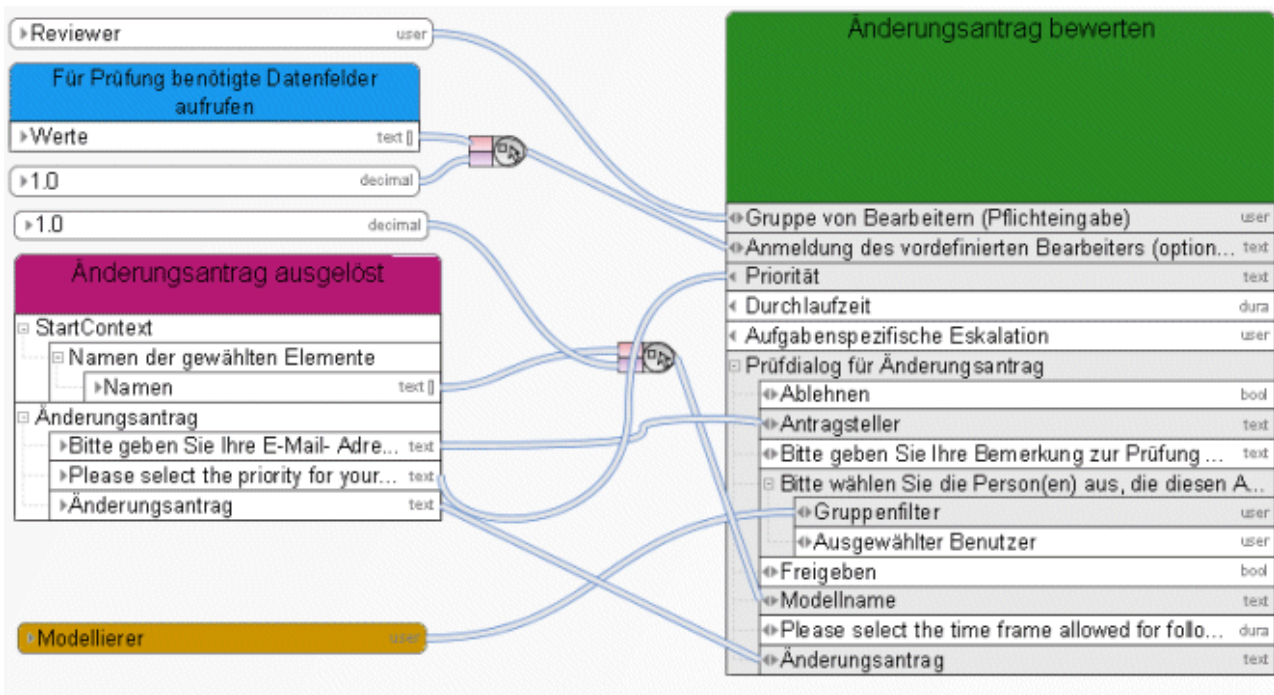 Reviewer user
Für Prüfung benötigte Datenfelder
aufrufen
Werte text []
1.0 decimal
1.0 decimal
Änderungsantrag ausgelöst
StartContext
Namen der gewählten Elemente
Namen text []
Änderungsantrag
Bitte geben Sie Ihre E-Mail- Adre... text
Please select the priority for your... text
Änderungsantrag text
Modellierer user
Änderungsantrag bewerten
Gruppe von Bearbeitern (Pflichteingabe) user
Anmeldung des vordefinierten Bearbeiters (option... text
Priorität text
Durchlaufzeit dura
Aufgabenspezifische Eskalation user
Prüfdialog für Änderungsantrag
Ablehnen bool
Antragsteller text
Bitte geben Sie Ihre Bemerkung zur Prüfung ... text
Bitte wählen Sie die Person(en) aus, die diesen A...
Gruppenfilter user
Ausgewählter Benutzer user
Freigeben bool
Modellname text
Please select the time frame allowed for follo... dura
Änderungsantrag text